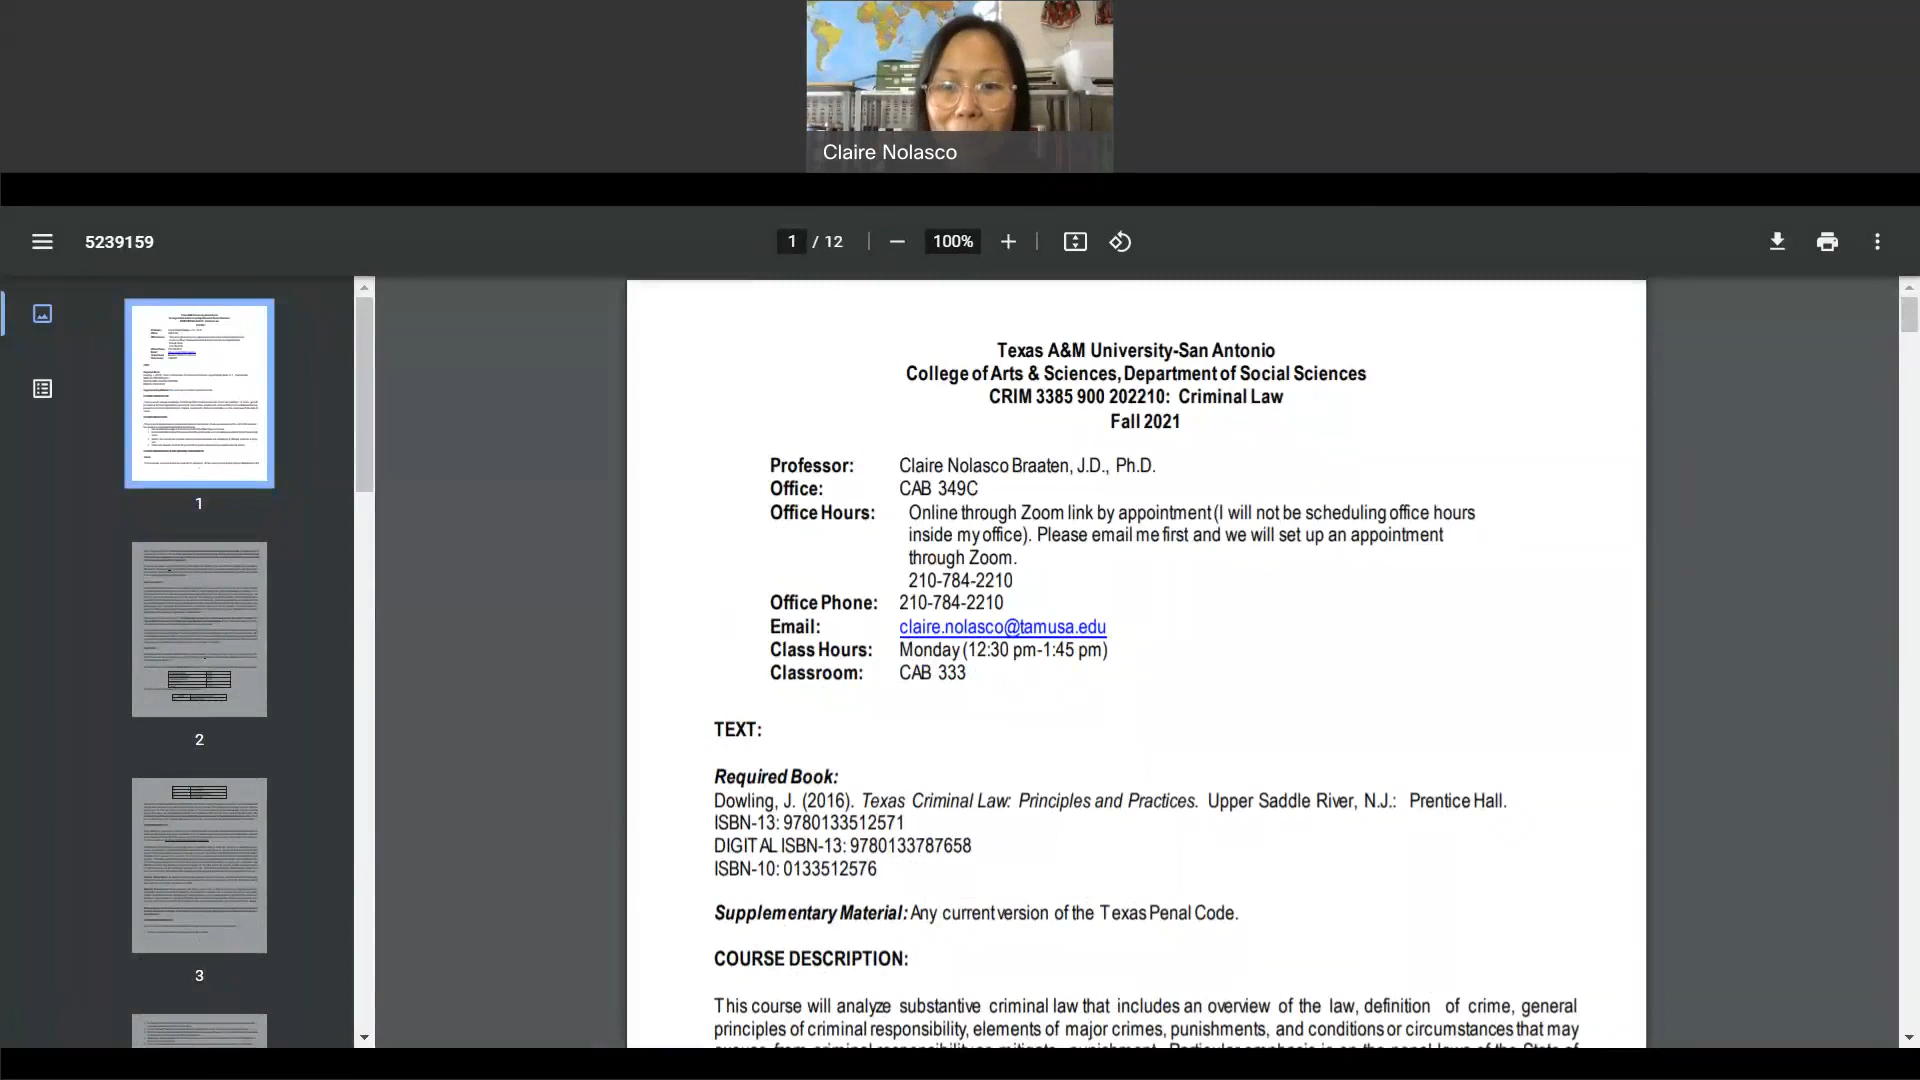 Claire Nolasco
5239159
1 / 12
100%
1
2
3
Texas A&M University-San Antonio
College of Arts & Sciences, Department of Social Sciences
CRIM 3385 900 202210: Criminal Law
Fall 2021
Professor: Claire Nolasco Braaten, J.D., Ph.D.
Office: CAB 349C
Office Hours: Online through Zoom link by appointment (I will not be scheduling office hours
inside my office). Please email me first and we will set up an appointment
through Zoom.
210-784-2210
Office Phone: 210-784-2210
Email: claire.nolasco@tamusa.edu
Class Hours: Monday (12:30 pm-1:45 pm)
Classroom: CAB 333
TEXT:
Required Book:
Dowling, J. (2016). Texas Criminal Law: Principles and Practices. Upper Saddle River, N.J.: Prentice Hall.
ISBN-13: 9780133512571
DIGITAL ISBN-13: 9780133787658
ISBN-10: 0133512576
Supplementary Material: Any current version of the Texas Penal Code.
COURSE DESCRIPTION:
This course will analyze substantive criminal law that includes an overview of the law, definition of crime, general
principles of criminal responsibility, elements of major crimes, punishments, and conditions or circumstances that may